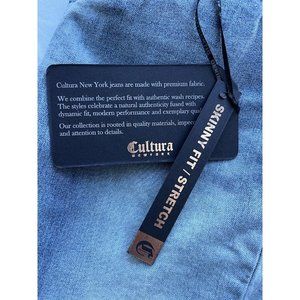 Cultura New York jeans are made with premium fabric.
We combine the perfect fit with authentic wash recipes.
The styles celebrate a natural authenticity fused with
dynamic fit, modern performance and exemplary
Our collection is rooted in quality materials,
and attention to details.
Cultura
NEW YORK
SKINNY FIT / STRETCH
C